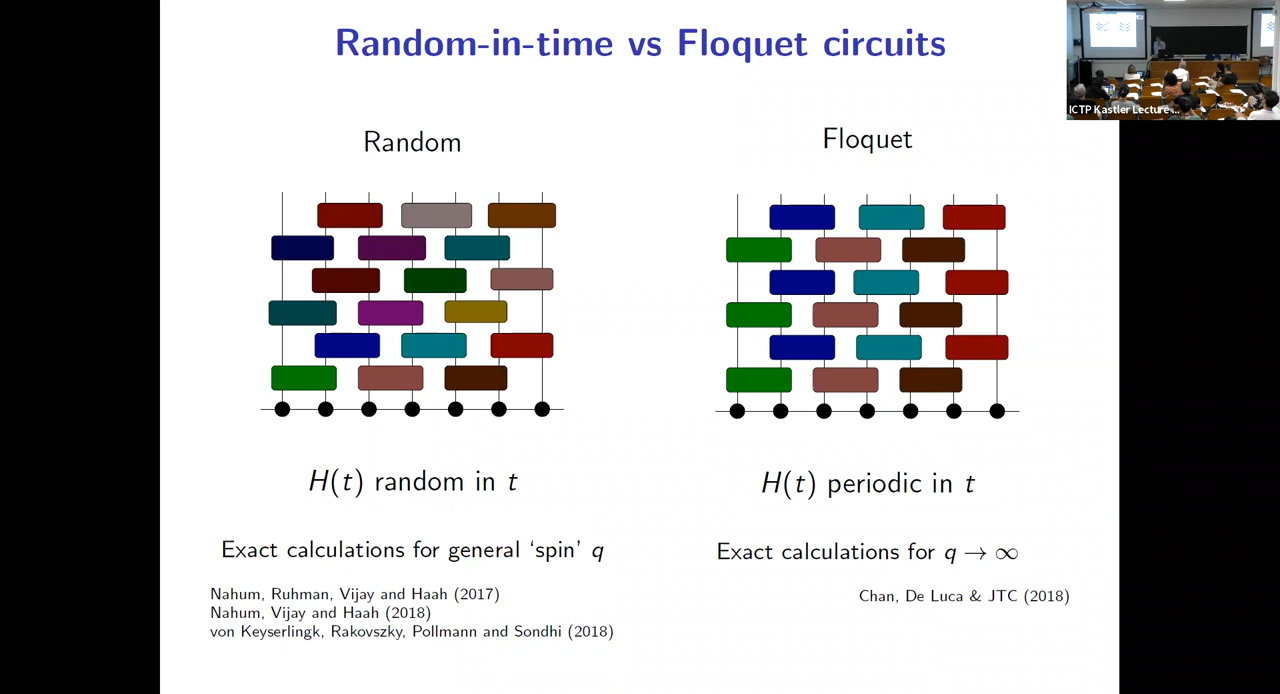 Random-in-time vs Floquet circuits
ICTP Kastler Lecture ...
Random
Floquet
H(t) random in t
H(t) periodic in t
Exact calculations for general ‘spin’ q
Exact calculations for q → ∞
Nahum, Ruhman, Vijay and Haah (2017)
Nahum, Vijay and Haah (2018)
von Keyserlingk, Rakovszky, Pollmann and Sondhi (2018)
Chan, De Luca & JTC (2018)